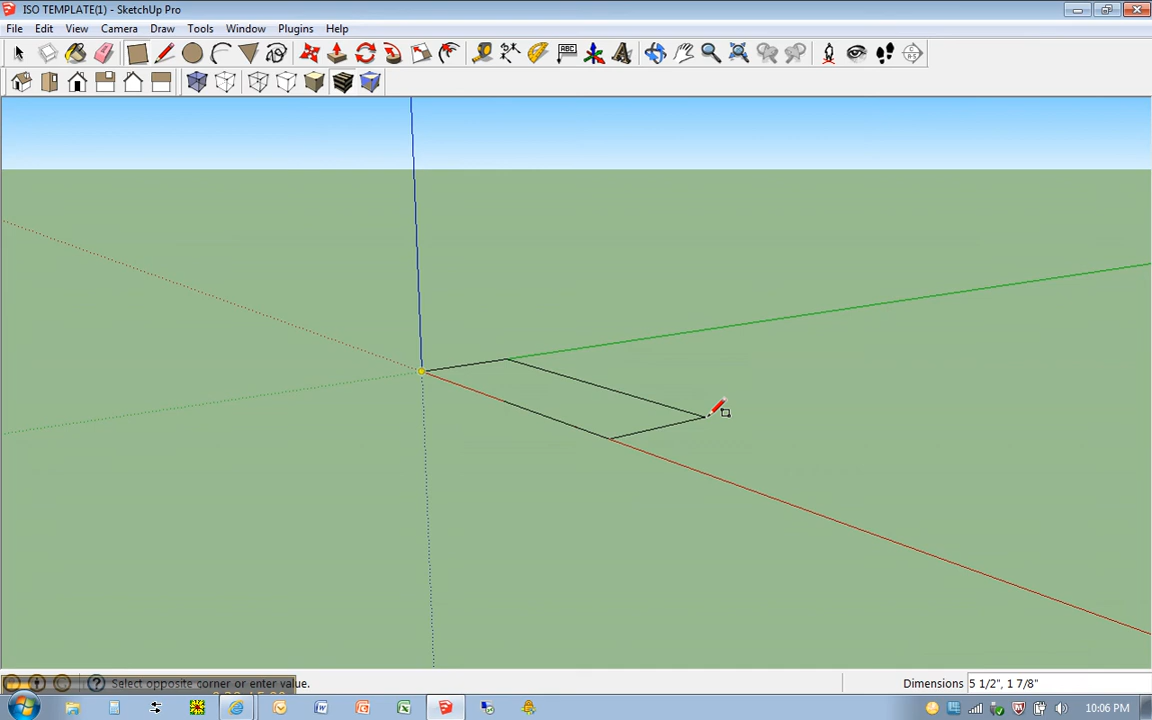 ISO TEMPLATE(1) - SketchUp Pro
File Edit View Camera Draw Tools Window Plugins Help
ABC
Select opposite corner or enter value.
Dimensions 5 1/2", 1 7/8"
10:06 PM